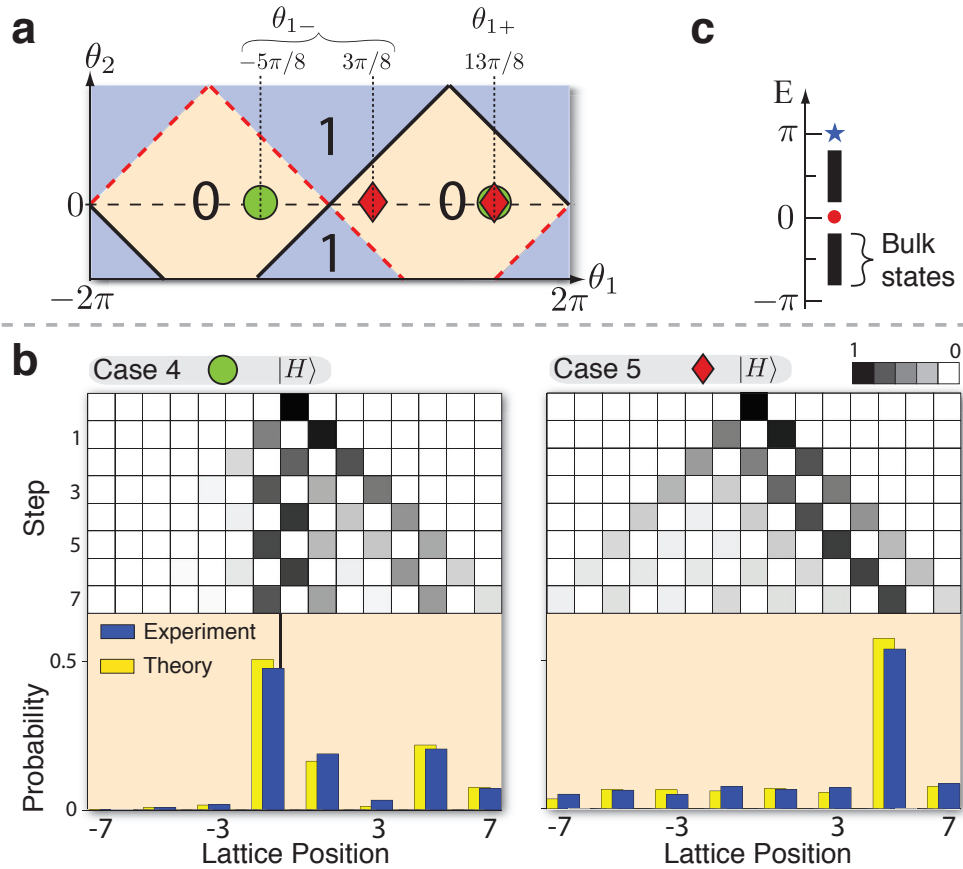 a
θ₁₋
θ₁₊
c
θ₂
−5π/8
3π/8
13π/8
1
0
0
0
1
−2π
2π
θ₁
E
π
0
−π
Bulk
states
b
Case 4
|H⟩
Step
1
3
5
7
Experiment
Theory
0.5
0
Probability
-7
-3
3
7
Lattice Position
Case 5
|H⟩
1
0
-7
-3
3
7
Lattice Position